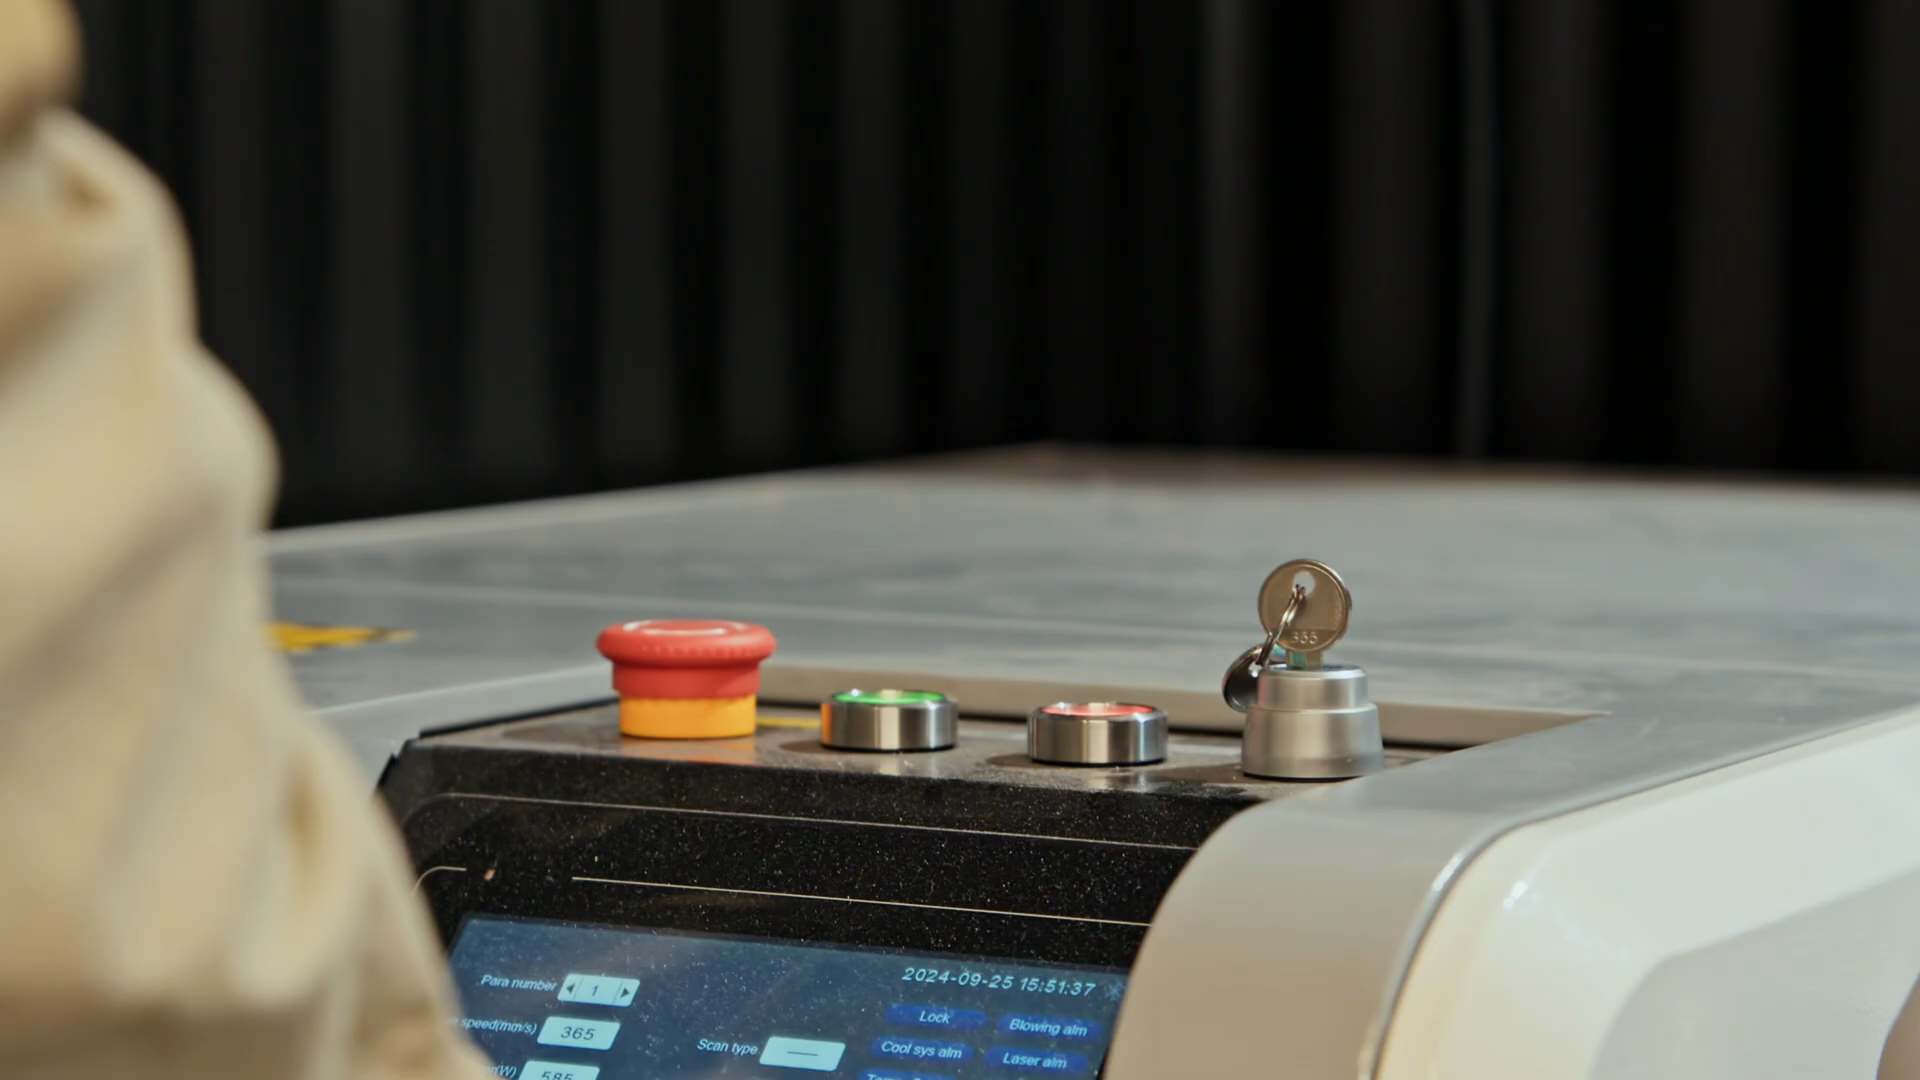 355
2024-09-25 15:51:37
Para number 1
Lock
Blowing alm
speed(mm/s) 365
Scan type
Cool sys alm
Laser alm
(W) 585